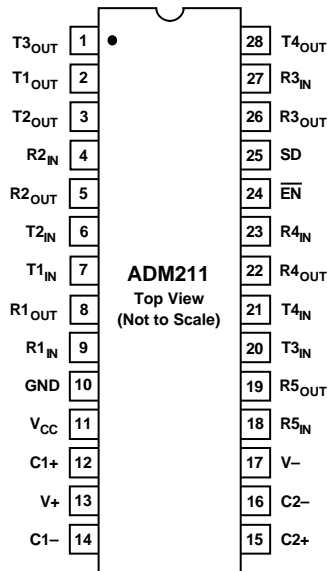 T3OUT 1 28 T4OUT
T1OUT 2 27 R3IN
T2OUT 3 26 R3OUT
R2IN 4 25 SD
R2OUT 5 24 E̅N̅
T2IN 6 23 R4IN
T1IN 7 22 R4OUT
ADM211
Top View
(Not to Scale)
R1OUT 8 21 T4IN
R1IN 9 20 T3IN
GND 10 19 R5OUT
VCC 11 18 R5IN
C1+ 12 17 V–
V+ 13 16 C2–
C1– 14 15 C2+